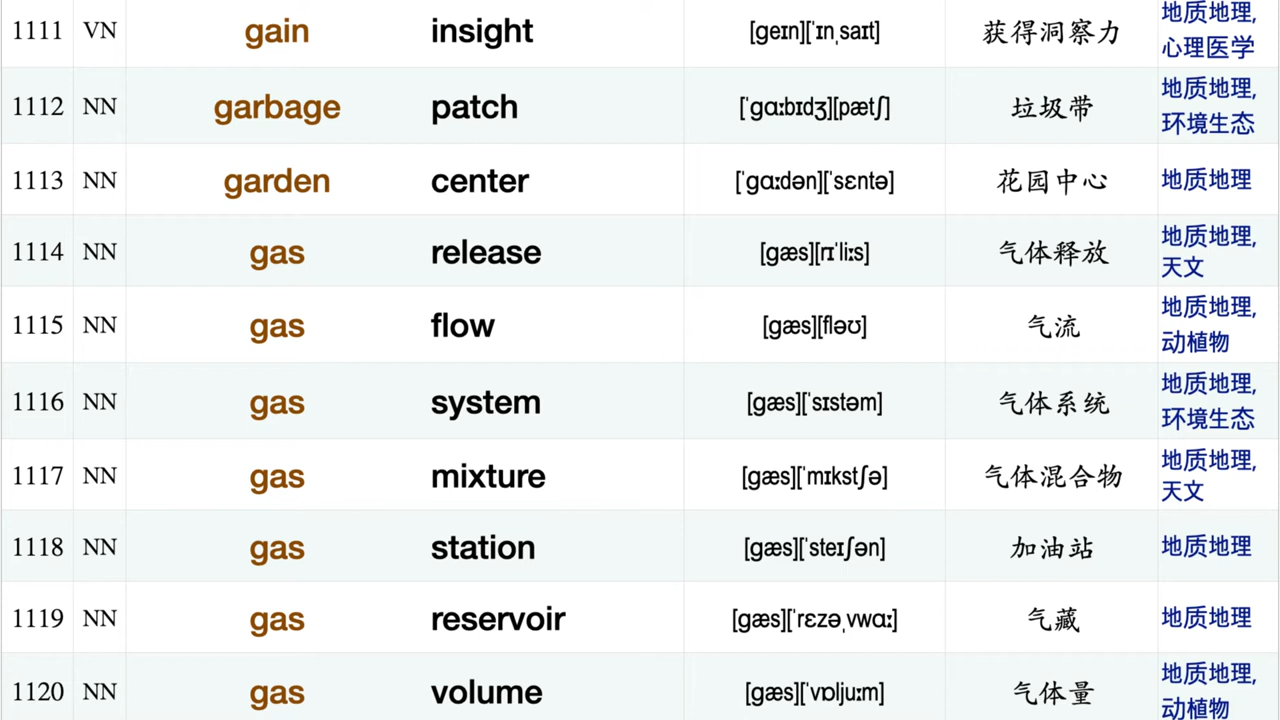 1111 VN gain insight [geɪn][ˈɪnˌsaɪt] 获得洞察力 地质地理,
心理医学
1112 NN garbage patch [ˈɡɑːbɪdʒ][pætʃ] 垃圾带 地质地理,
环境生态
1113 NN garden center [ˈɡɑːdən][ˈsɛntə] 花园中心 地质地理
1114 NN gas release [gæs][rɪˈliːs] 气体释放 地质地理,
天文
1115 NN gas flow [gæs][fləʊ] 气流 地质地理,
动植物
1116 NN gas system [gæs][ˈsɪstəm] 气体系统 地质地理,
环境生态
1117 NN gas mixture [gæs][ˈmɪkstʃə] 气体混合物 地质地理,
天文
1118 NN gas station [gæs][ˈsteɪʃən] 加油站 地质地理
1119 NN gas reservoir [gæs][ˈrɛzəˌvwɑː] 气藏 地质地理
1120 NN gas volume [gæs][ˈvɒljuːm] 气体量 地质地理,
动植物